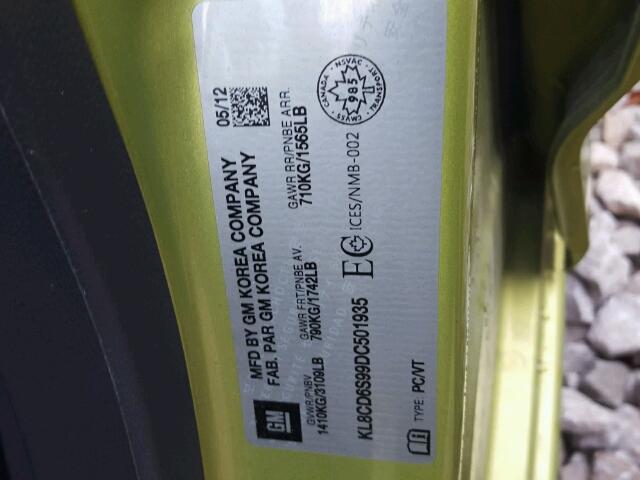 GM
MFD BY GM KOREA COMPANY 05/12
FAB. PAR GM KOREA COMPANY
GVWR/PNBV GAWR FRT/PNBE AV. GAWR RR/PNBE ARR.
1410KG/3109LB 790KG/1742LB 710KG/1565LB
KL8CD6S99DC501935
ICES/NMB-002
CANADA · NSVAC · TRANSPORT · CMVSS
985
TYPE: PC/VT